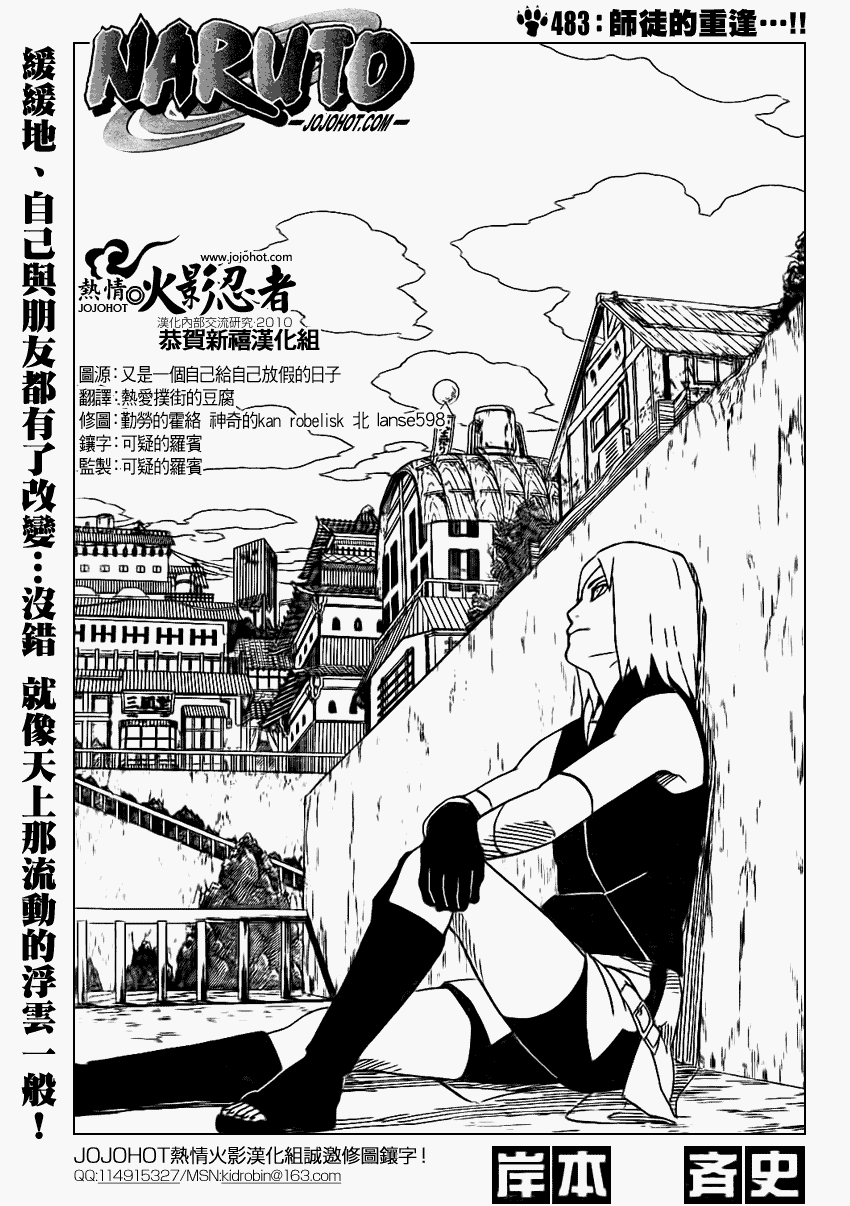 483：師徒的重逢…!!
NARUTO
JOJOHOT.COM
緩緩地、自己與朋友都有了改變…沒錯 就像天上那流動的浮雲一般！
www.jojohot.com
熱情 火影忍者
JOJOHOT
漢化內部交流研究·2010
恭賀新禧漢化組
圖源：又是一個自己給自己放假的日子
翻譯：熱愛撲街的豆腐
修圖：勤勞的霍絡 神奇的kan robelisk 北 lanse598
鑲字：可疑的羅賓
監製：可疑的羅賓
JOJOHOT熱情火影漢化組誠邀修圖鑲字！
QQ:114915327/MSN:kidrobin@163.com
岸本 斉史